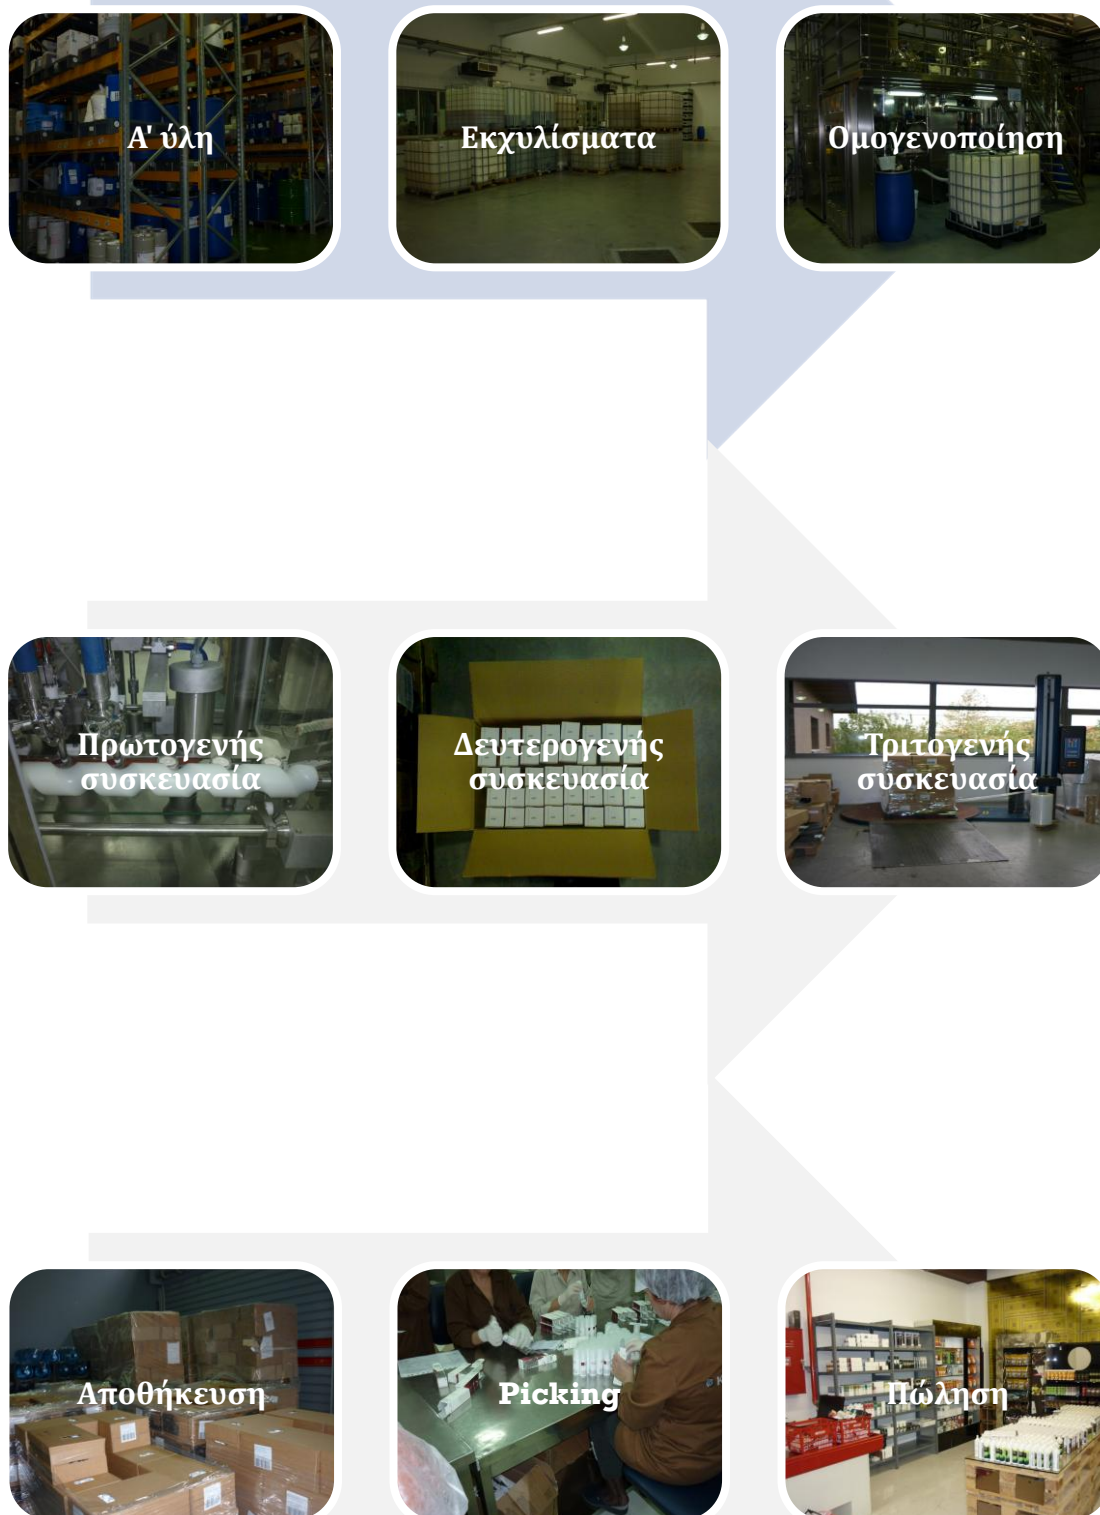 Α' ύλη
Εκχυλίσματα
Ομογενοποίηση
Πρωτογενής
συσκευασία
Δευτερογενής
συσκευασία
Τριτογενής
συσκευασία
Αποθήκευση
Picking
Πώληση